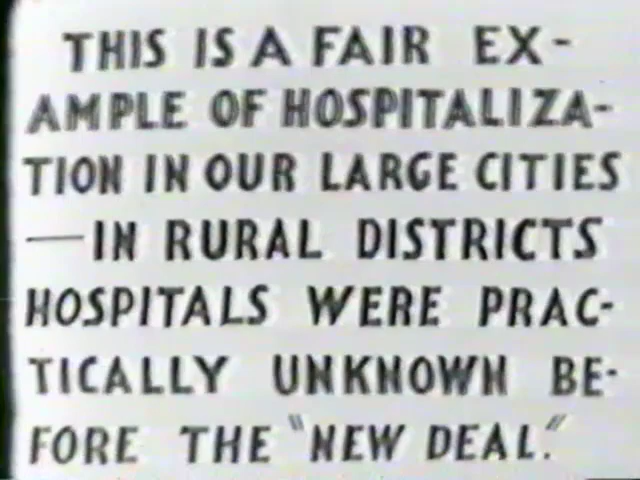 THIS IS A FAIR EX-
AMPLE OF HOSPITALIZA-
TION IN OUR LARGE CITIES
—IN RURAL DISTRICTS
HOSPITALS WERE PRAC-
TICALLY UNKNOWN BE-
FORE THE "NEW DEAL."